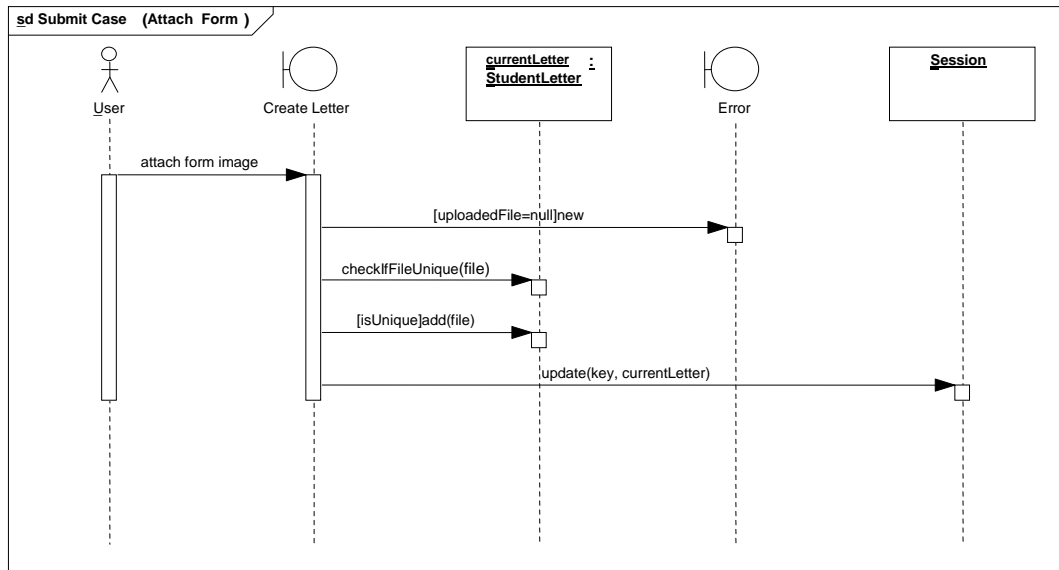 sd Submit Case (Attach Form )
currentLetter :
StudentLetter
Session
User
Create Letter
Error
attach form image
[uploadedFile=null]new
checkIfFileUnique(file)
[isUnique]add(file)
update(key, currentLetter)